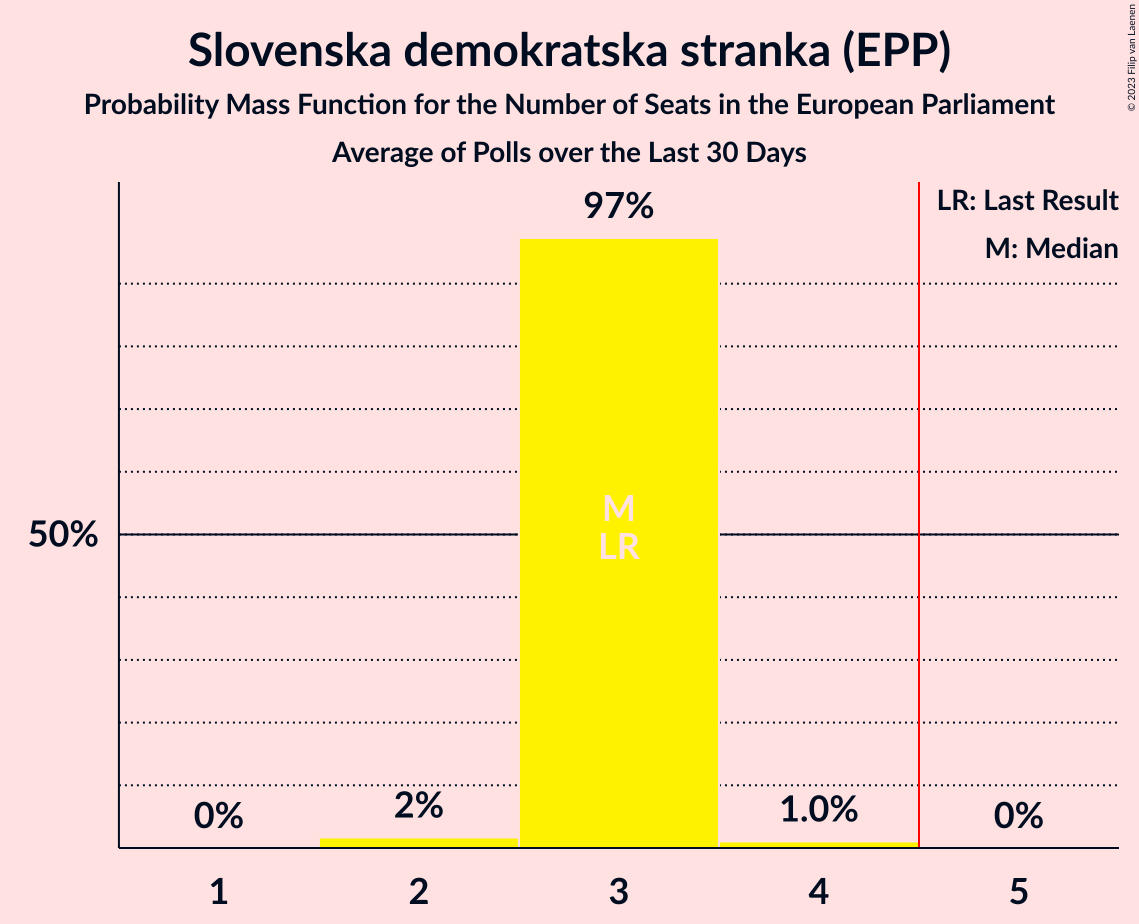 Slovenska demokratska stranka (EPP)
Probability Mass Function for the Number of Seats in the European Parliament
Average of Polls over the Last 30 Days
© 2023 Filip van Laenen
LR: Last Result
M: Median
97%
M
LR
50%
0%
2%
1.0%
0%
1
2
3
4
5